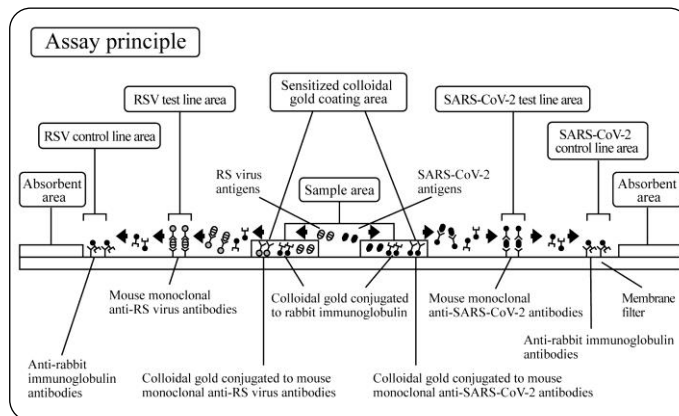 Assay principle
Sensitized colloidal
gold coating area
RSV test line area
SARS-CoV-2 test line area
RSV control line area
SARS-CoV-2
control line area
Absorbent
area
RS virus
antigens
Sample area
SARS-CoV-2
antigens
Absorbent
area
Mouse monoclonal
anti-RS virus antibodies
Colloidal gold conjugated
to rabbit immunoglobulin
Mouse monoclonal
anti-SARS-CoV-2 antibodies
Membrane
filter
Anti-rabbit
immunoglobulin
antibodies
Colloidal gold conjugated to mouse
monoclonal anti-RS virus antibodies
Colloidal gold conjugated to mouse
monoclonal anti-SARS-CoV-2 antibodies
Anti-rabbit immunoglobulin
antibodies